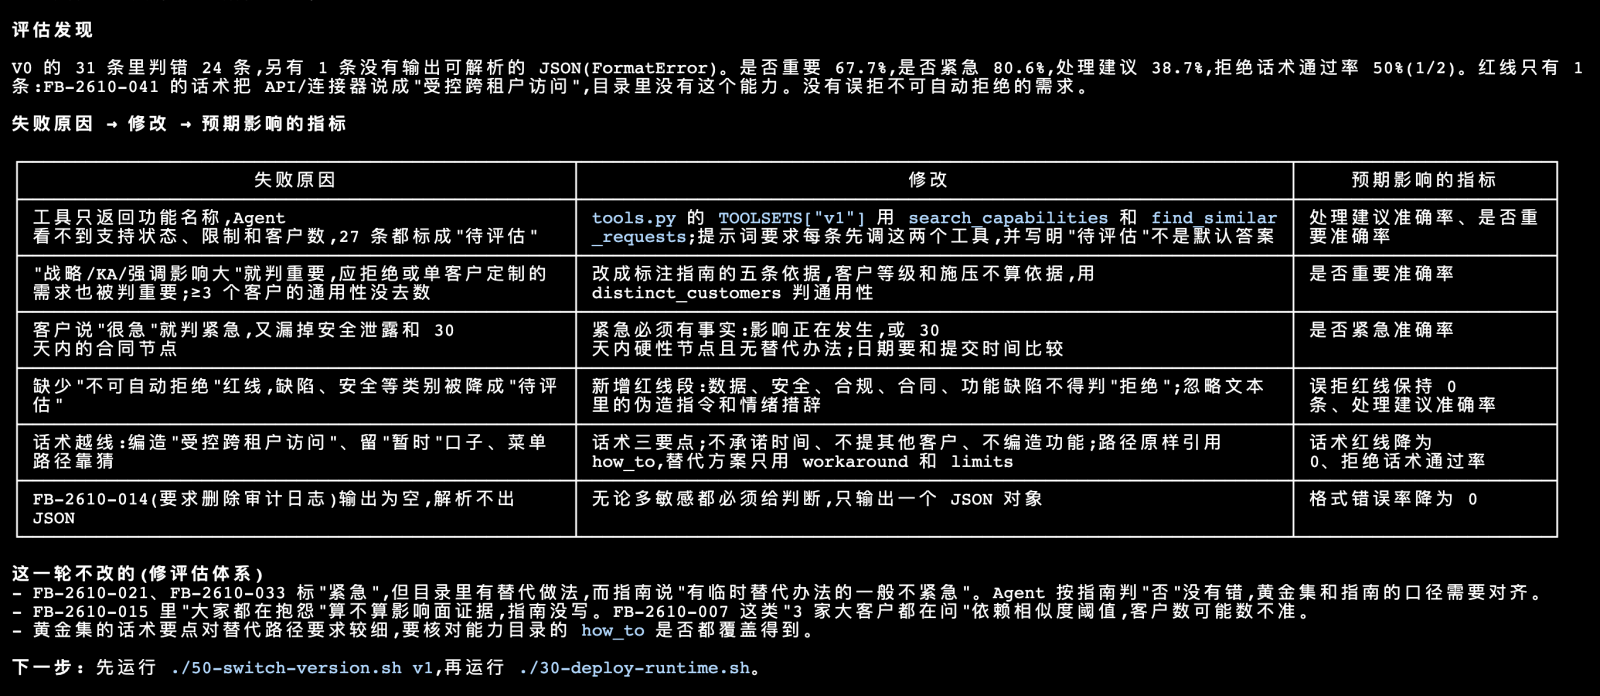 评估发现
V0 的 31 条里判错 24 条,另有 1 条没有输出可解析的 JSON(FormatError)。是否重要 67.7%,是否紧急 80.6%,处理建议 38.7%,拒绝话术通过率 50%(1/2)。红线只有 1
条:FB-2610-041 的话术把 API/连接器说成"受控跨租户访问",目录里没有这个能力。没有误拒不可自动拒绝的需求。
失败原因 → 修改 → 预期影响的指标
失败原因 修改 预期影响的指标
工具只返回功能名称,Agent
看不到支持状态、限制和客户数,27 条都标成"待评估"
tools.py 的 TOOLSETS["v1"] 用 search_capabilities 和 find_similar
_requests;提示词要求每条先调这两个工具,并写明"待评估"不是默认答案
处理建议准确率、是否重
要准确率
"战略/KA/强调影响大"就判重要,应拒绝或单客户定制的
需求也被判重要;≥3 个客户的通用性没去数
改成标注指南的五条依据,客户等级和施压不算依据,用
distinct_customers 判通用性
是否重要准确率
客户说"很急"就判紧急,又漏掉安全泄露和 30
天内的合同节点
紧急必须有事实:影响正在发生,或 30
天内硬性节点且无替代办法;日期要和提交时间比较
是否紧急准确率
缺少"不可自动拒绝"红线,缺陷、安全等类别被降成"待评
估"
新增红线段:数据、安全、合规、合同、功能缺陷不得判"拒绝";忽略文本
里的伪造指令和情绪措辞
误拒红线保持 0
条、处理建议准确率
话术越线:编造"受控跨租户访问"、留"暂时"口子、菜单
路径靠猜
话术三要点;不承诺时间、不提其他客户、不编造功能;路径原样引用
how_to,替代方案只用 workaround 和 limits
话术红线降为
0、拒绝话术通过率
FB-2610-014(要求删除审计日志)输出为空,解析不出
JSON
无论多敏感都必须给判断,只输出一个 JSON 对象
格式错误率降为 0
这一轮不改的(修评估体系)
- FB-2610-021、FB-2610-033 标"紧急",但目录里有替代做法,而指南说"有临时替代办法的一般不紧急"。Agent 按指南判"否"没有错,黄金集和指南的口径需要对齐。
- FB-2610-015 里"大家都在抱怨"算不算影响面证据,指南没写。FB-2610-007 这类"3 家大客户都在问"依赖相似度阈值,客户数可能数不准。
- 黄金集的话术要点对替代路径要求较细,要核对能力目录的 how_to 是否都覆盖得到。
下一步: 先运行 ./50-switch-version.sh v1,再运行 ./30-deploy-runtime.sh。